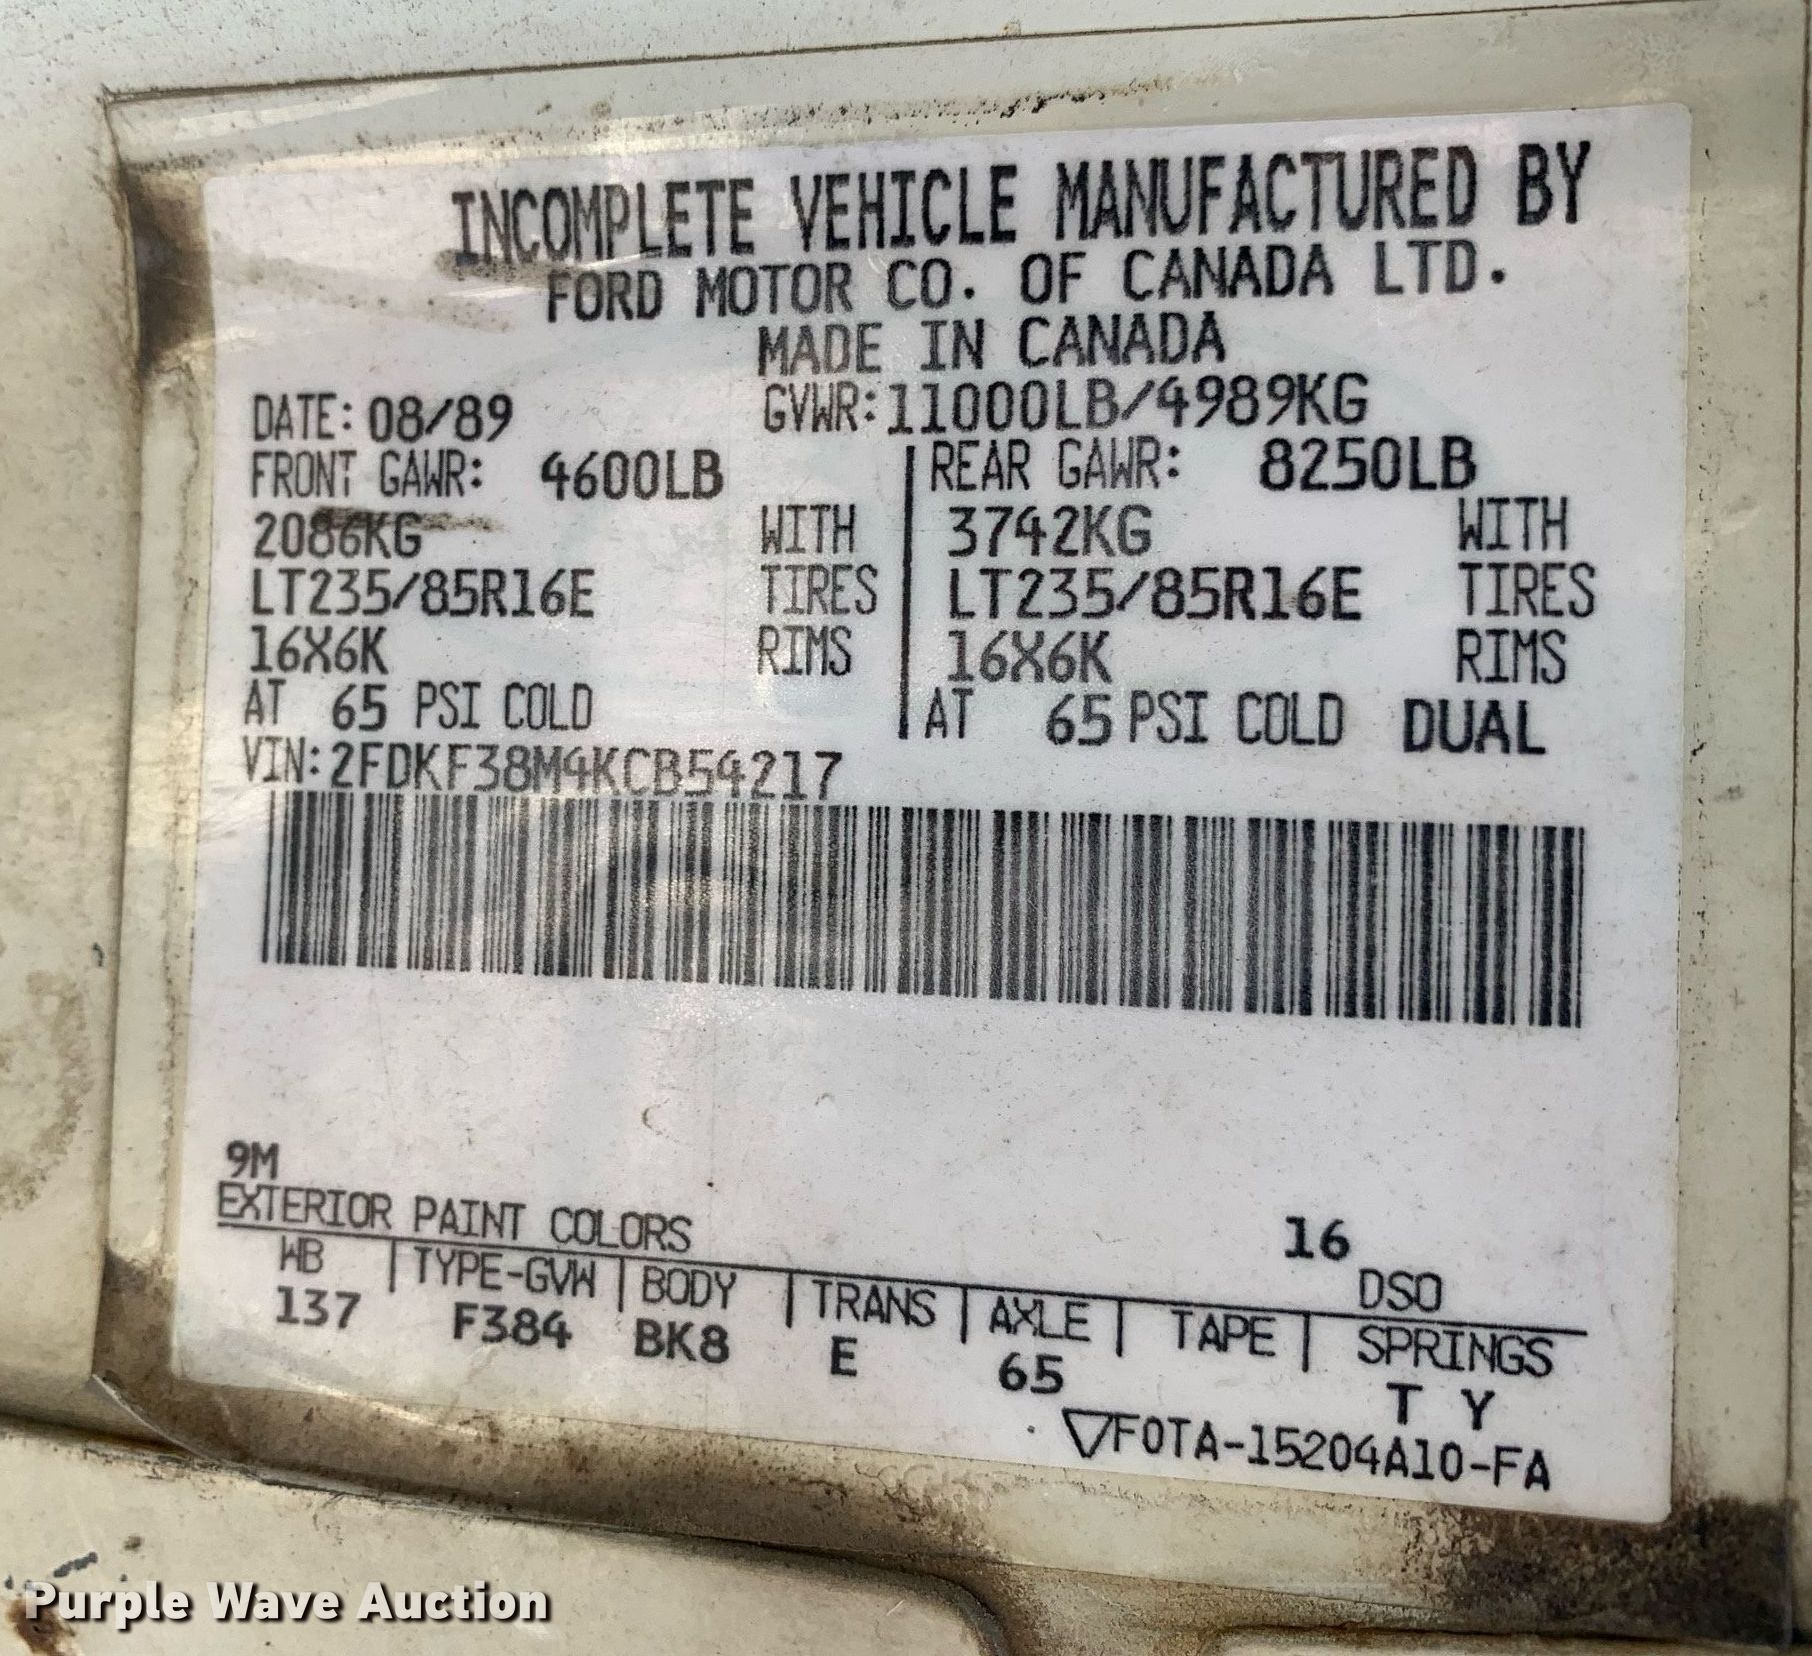 INCOMPLETE VEHICLE MANUFACTURED BY
FORD MOTOR CO. OF CANADA LTD.
MADE IN CANADA
DATE: 08/89 GVWR: 11000LB/4989KG
FRONT GAWR: 4600LB REAR GAWR: 8250LB
2086KG WITH 3742KG WITH
LT235/85R16E TIRES LT235/85R16E TIRES
16X6K RIMS 16X6K RIMS
AT 65 PSI COLD AT 65 PSI COLD DUAL
VIN: 2FDKF38M4KCB54217
9M
EXTERIOR PAINT COLORS 16 DSO
WB TYPE-GVW BODY TRANS AXLE TAPE SPRINGS
137 F384 BK8 E 65 T Y
▽F0TA-15204A10-FA
Purple Wave Auction